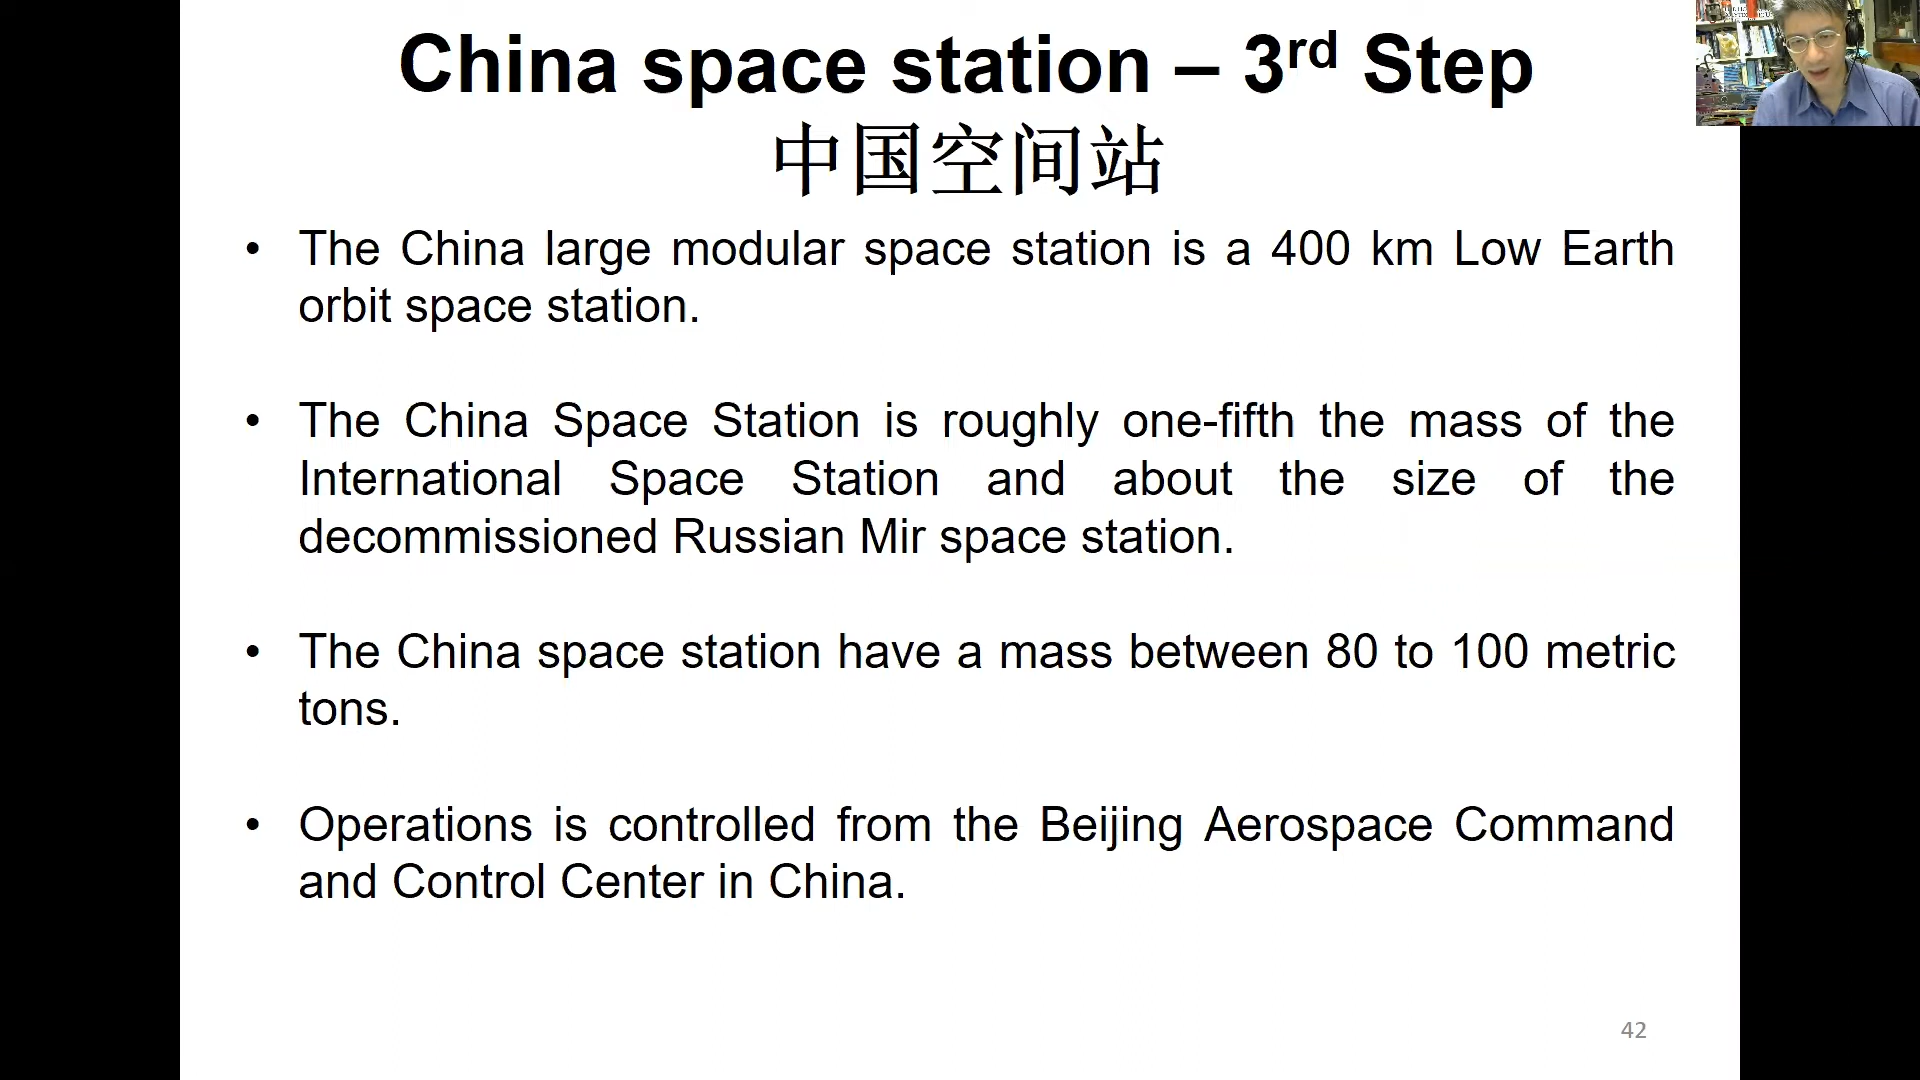 China space station – 3rd Step
中国空间站
• The China large modular space station is a 400 km Low Earth
orbit space station.
• The China Space Station is roughly one-fifth the mass of the
International Space Station and about the size of the
decommissioned Russian Mir space station.
• The China space station have a mass between 80 to 100 metric
tons.
• Operations is controlled from the Beijing Aerospace Command
and Control Center in China.
42